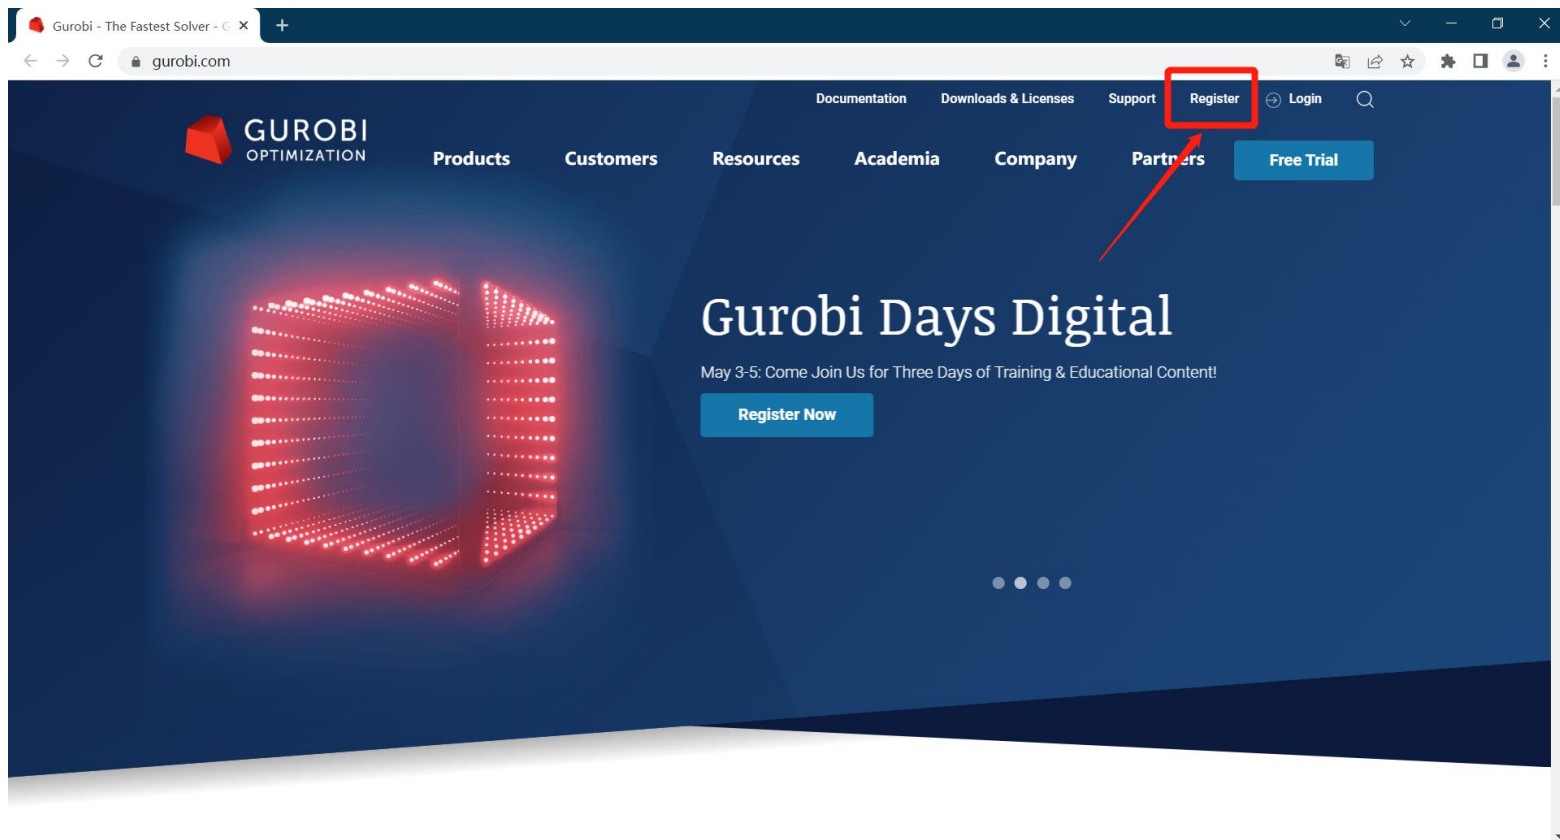 Gurobi - The Fastest Solver - G
gurobi.com
Documentation Downloads & Licenses Support Register Login
GUROBI
OPTIMIZATION
Products Customers Resources Academia Company Partners Free Trial
Gurobi Days Digital
May 3-5: Come Join Us for Three Days of Training & Educational Content!
Register Now